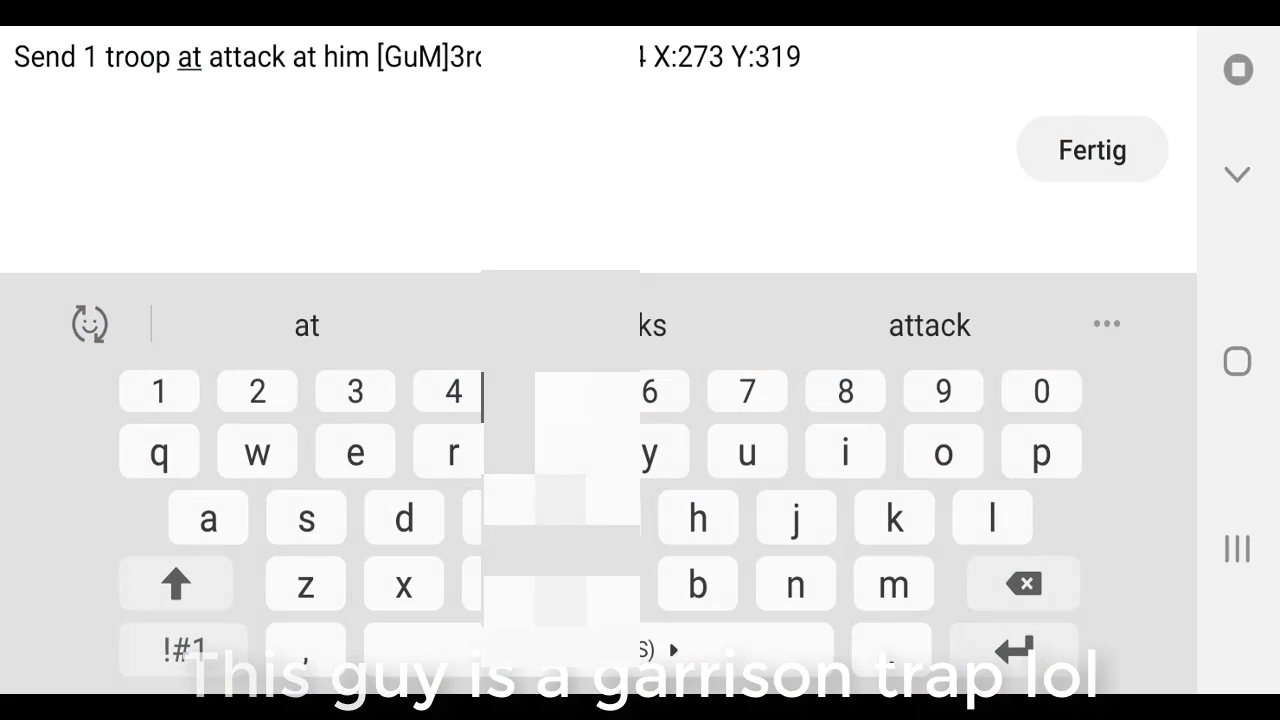 Send 1 troop at attack at him [GuM]3r X:273 Y:319
Fertig
at ks attack
1 2 3 4 6 7 8 9 0
q w e r y u i o p
a s d h j k l
z x b n m
!#1 , S) .
This guy is a garrison trap lol